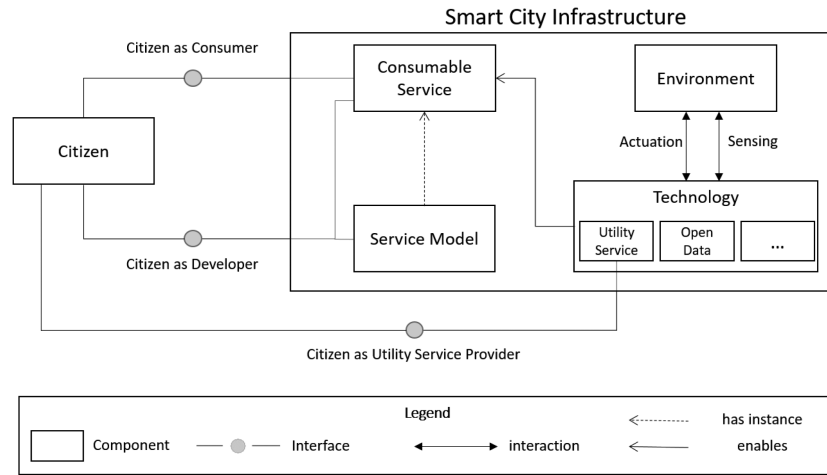 Smart City Infrastructure
Citizen as Consumer
Consumable
Service
Environment
Citizen
Actuation
Sensing
Technology
Service Model
Utility
Service
Open
Data
...
Citizen as Developer
Citizen as Utility Service Provider
Legend
has instance
Component
Interface
interaction
enables